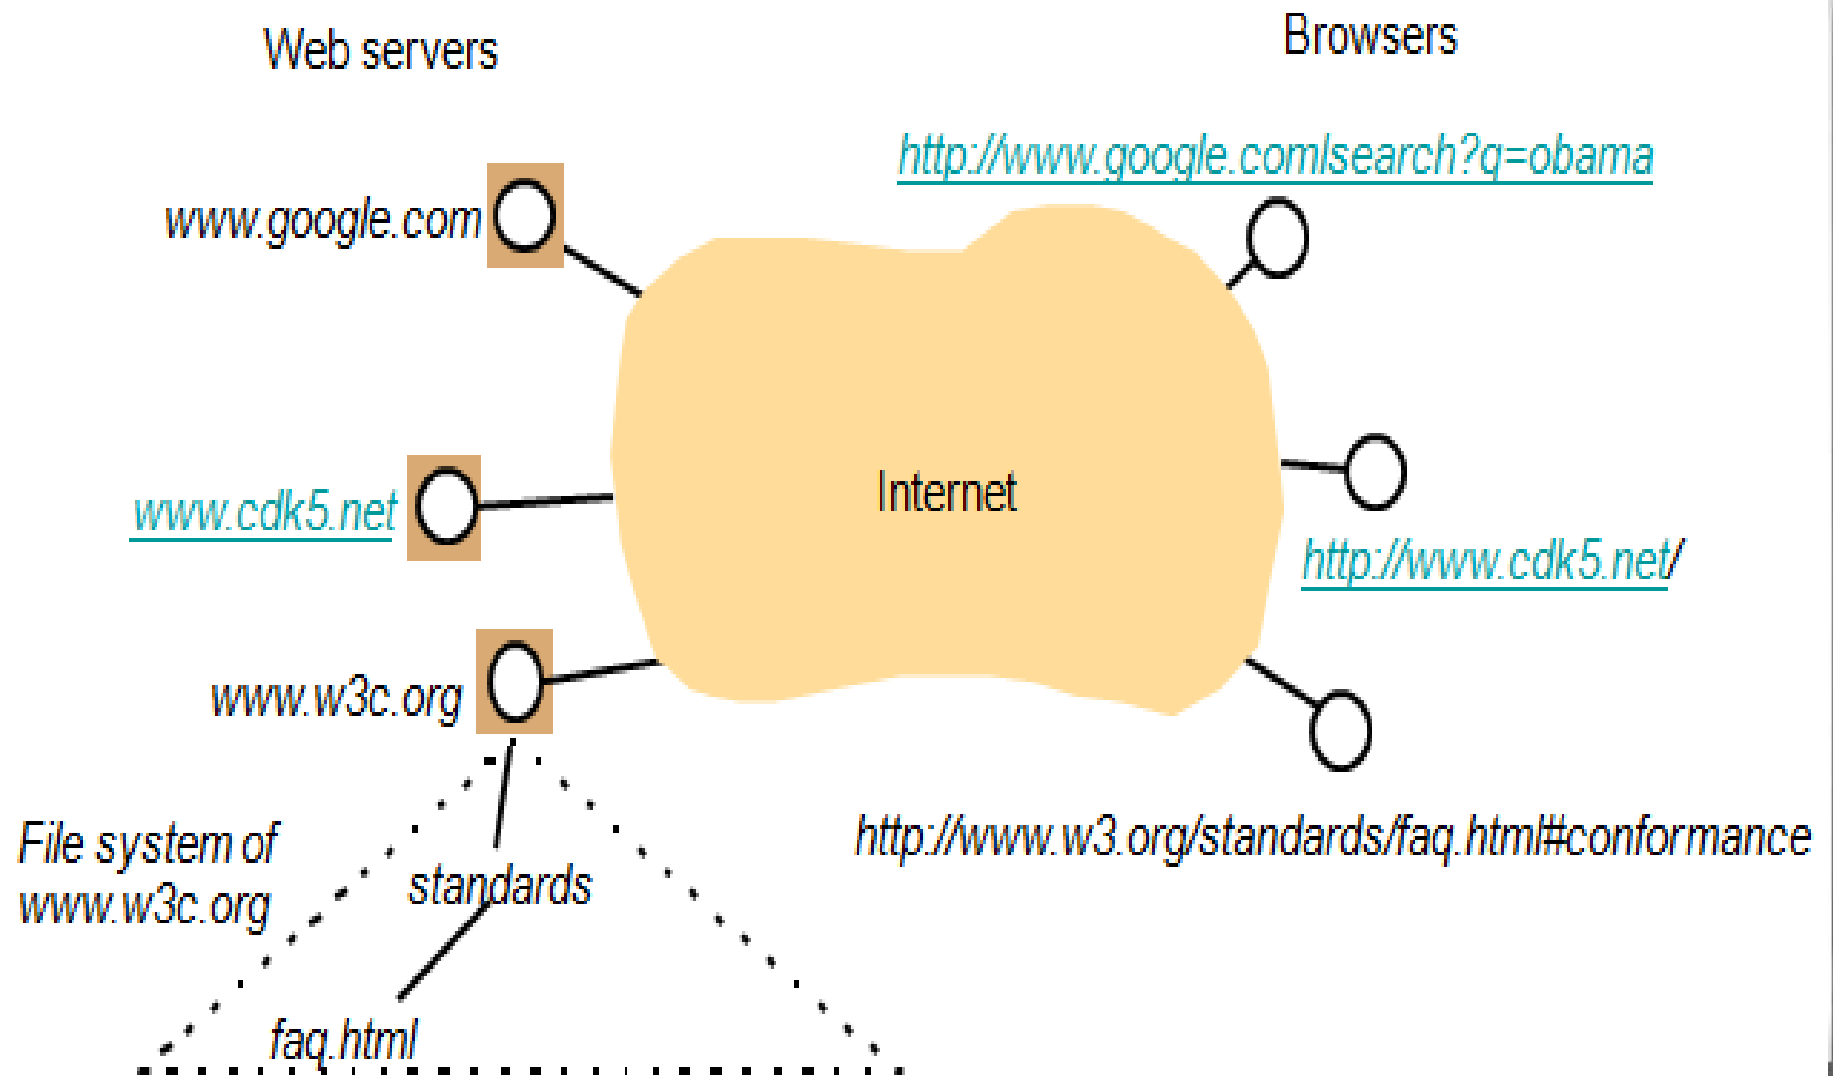 Web servers
Browsers
http://www.google.comlsearch?q=obama
www.google.com
Internet
www.cdk5.net
http://www.cdk5.net/
www.w3c.org
http://www.w3.org/standards/faq.html#conformance
File system of
www.w3c.org
standards
faq.html